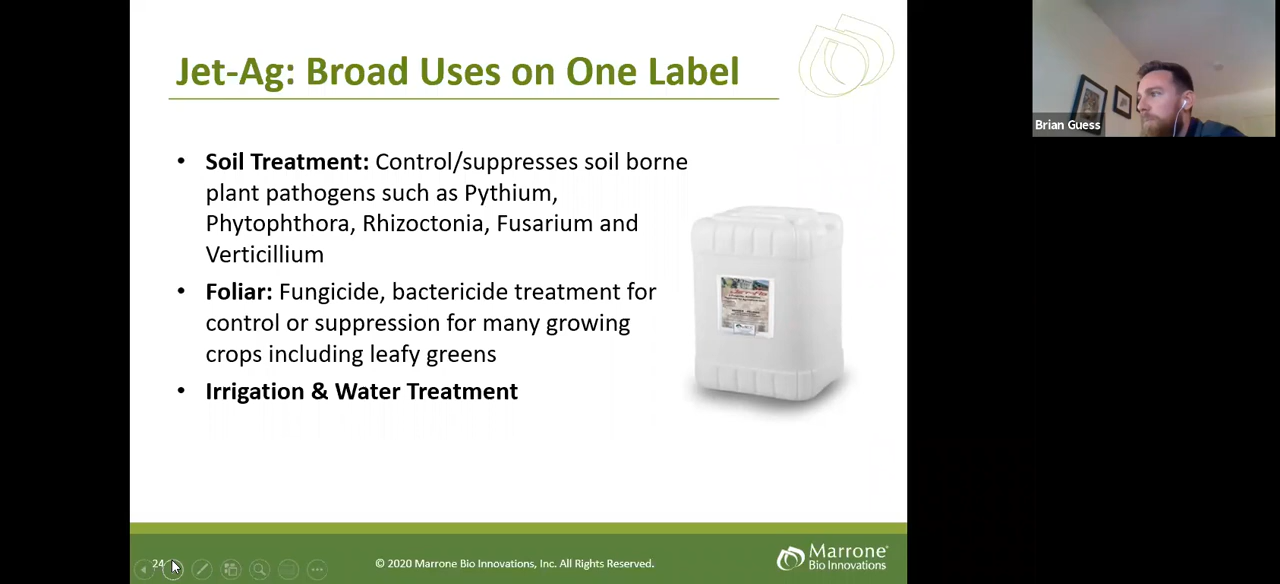 Jet-Ag: Broad Uses on One Label
• Soil Treatment: Control/suppresses soil borne
plant pathogens such as Pythium,
Phytophthora, Rhizoctonia, Fusarium and
Verticillium
• Foliar: Fungicide, bactericide treatment for
control or suppression for many growing
crops including leafy greens
• Irrigation & Water Treatment
24
© 2020 Marrone Bio Innovations, Inc. All Rights Reserved.
Marrone®
Bio Innovations
Brian Guess